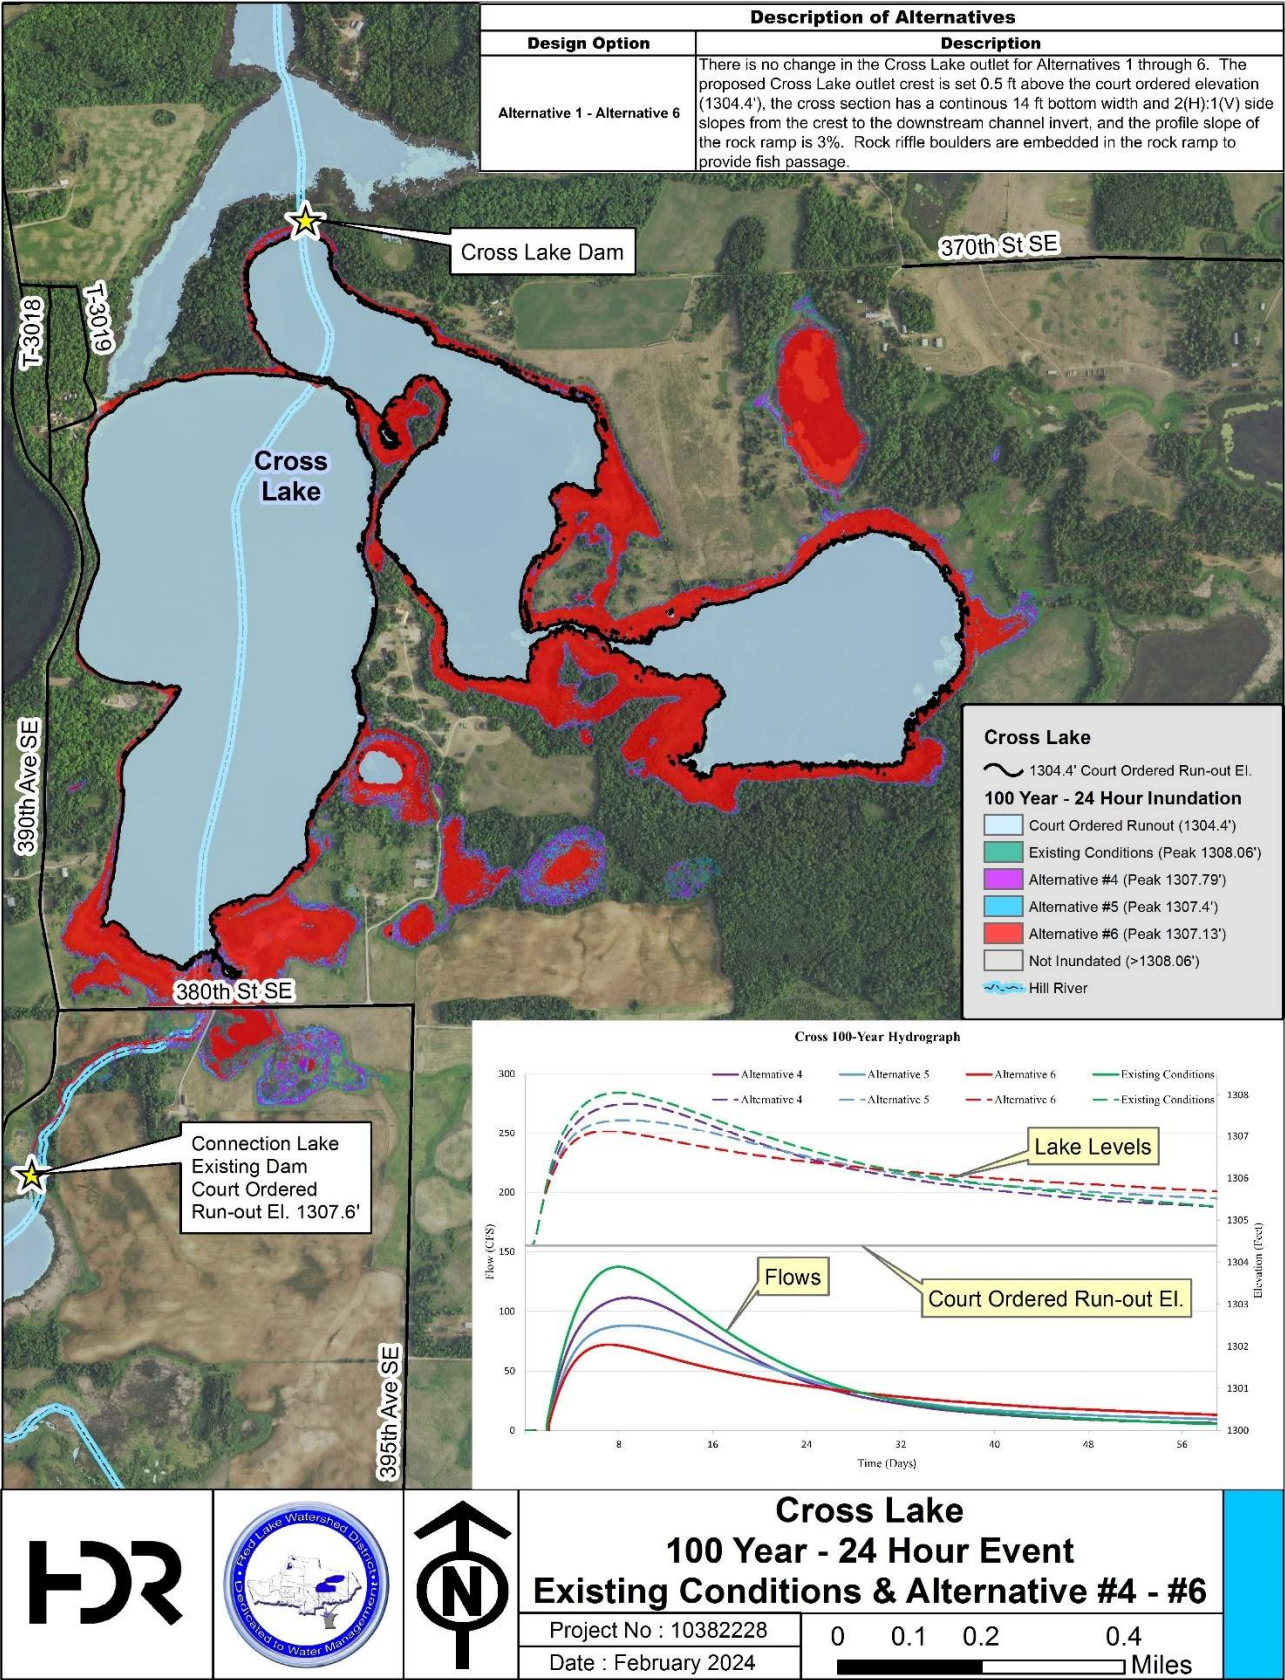 Description of Alternatives
Design Option
Description
Alternative 1 - Alternative 6
There is no change in the Cross Lake outlet for Alternatives 1 through 6. The
proposed Cross Lake outlet crest is set 0.5 ft above the court ordered elevation
(1304.4'), the cross section has a continous 14 ft bottom width and 2(H):1(V) side
slopes from the crest to the downstream channel invert, and the profile slope of
the rock ramp is 3%. Rock riffle boulders are embedded in the rock ramp to
provide fish passage.
Cross Lake Dam
370th St SE
T-3018
T-3019
Cross
Lake
390th Ave SE
Cross Lake
1304.4' Court Ordered Run-out El.
100 Year - 24 Hour Inundation
Court Ordered Runout (1304.4')
Existing Conditions (Peak 1308.06')
Alternative #4 (Peak 1307.79')
Alternative #5 (Peak 1307.4')
Alternative #6 (Peak 1307.13')
Not Inundated (>1308.06')
Hill River
380th St SE
Connection Lake
Existing Dam
Court Ordered
Run-out El. 1307.6'
395th Ave SE
Cross 100-Year Hydrograph
Alternative 4
Alternative 5
Alternative 6
Existing Conditions
Alternative 4
Alternative 5
Alternative 6
Existing Conditions
300
250
200
150
100
50
0
Flow (CFS)
1308
1307
1306
1305
1304
1303
1302
1301
1300
Elevation (Feet)
Lake Levels
Flows
Court Ordered Run-out El.
8
16
24
32
40
48
56
Time (Days)
HDR
Red Lake Watershed District
Dedicated to Water Management
N
Cross Lake
100 Year - 24 Hour Event
Existing Conditions & Alternative #4 - #6
Project No : 10382228
Date : February 2024
0
0.1
0.2
0.4
Miles